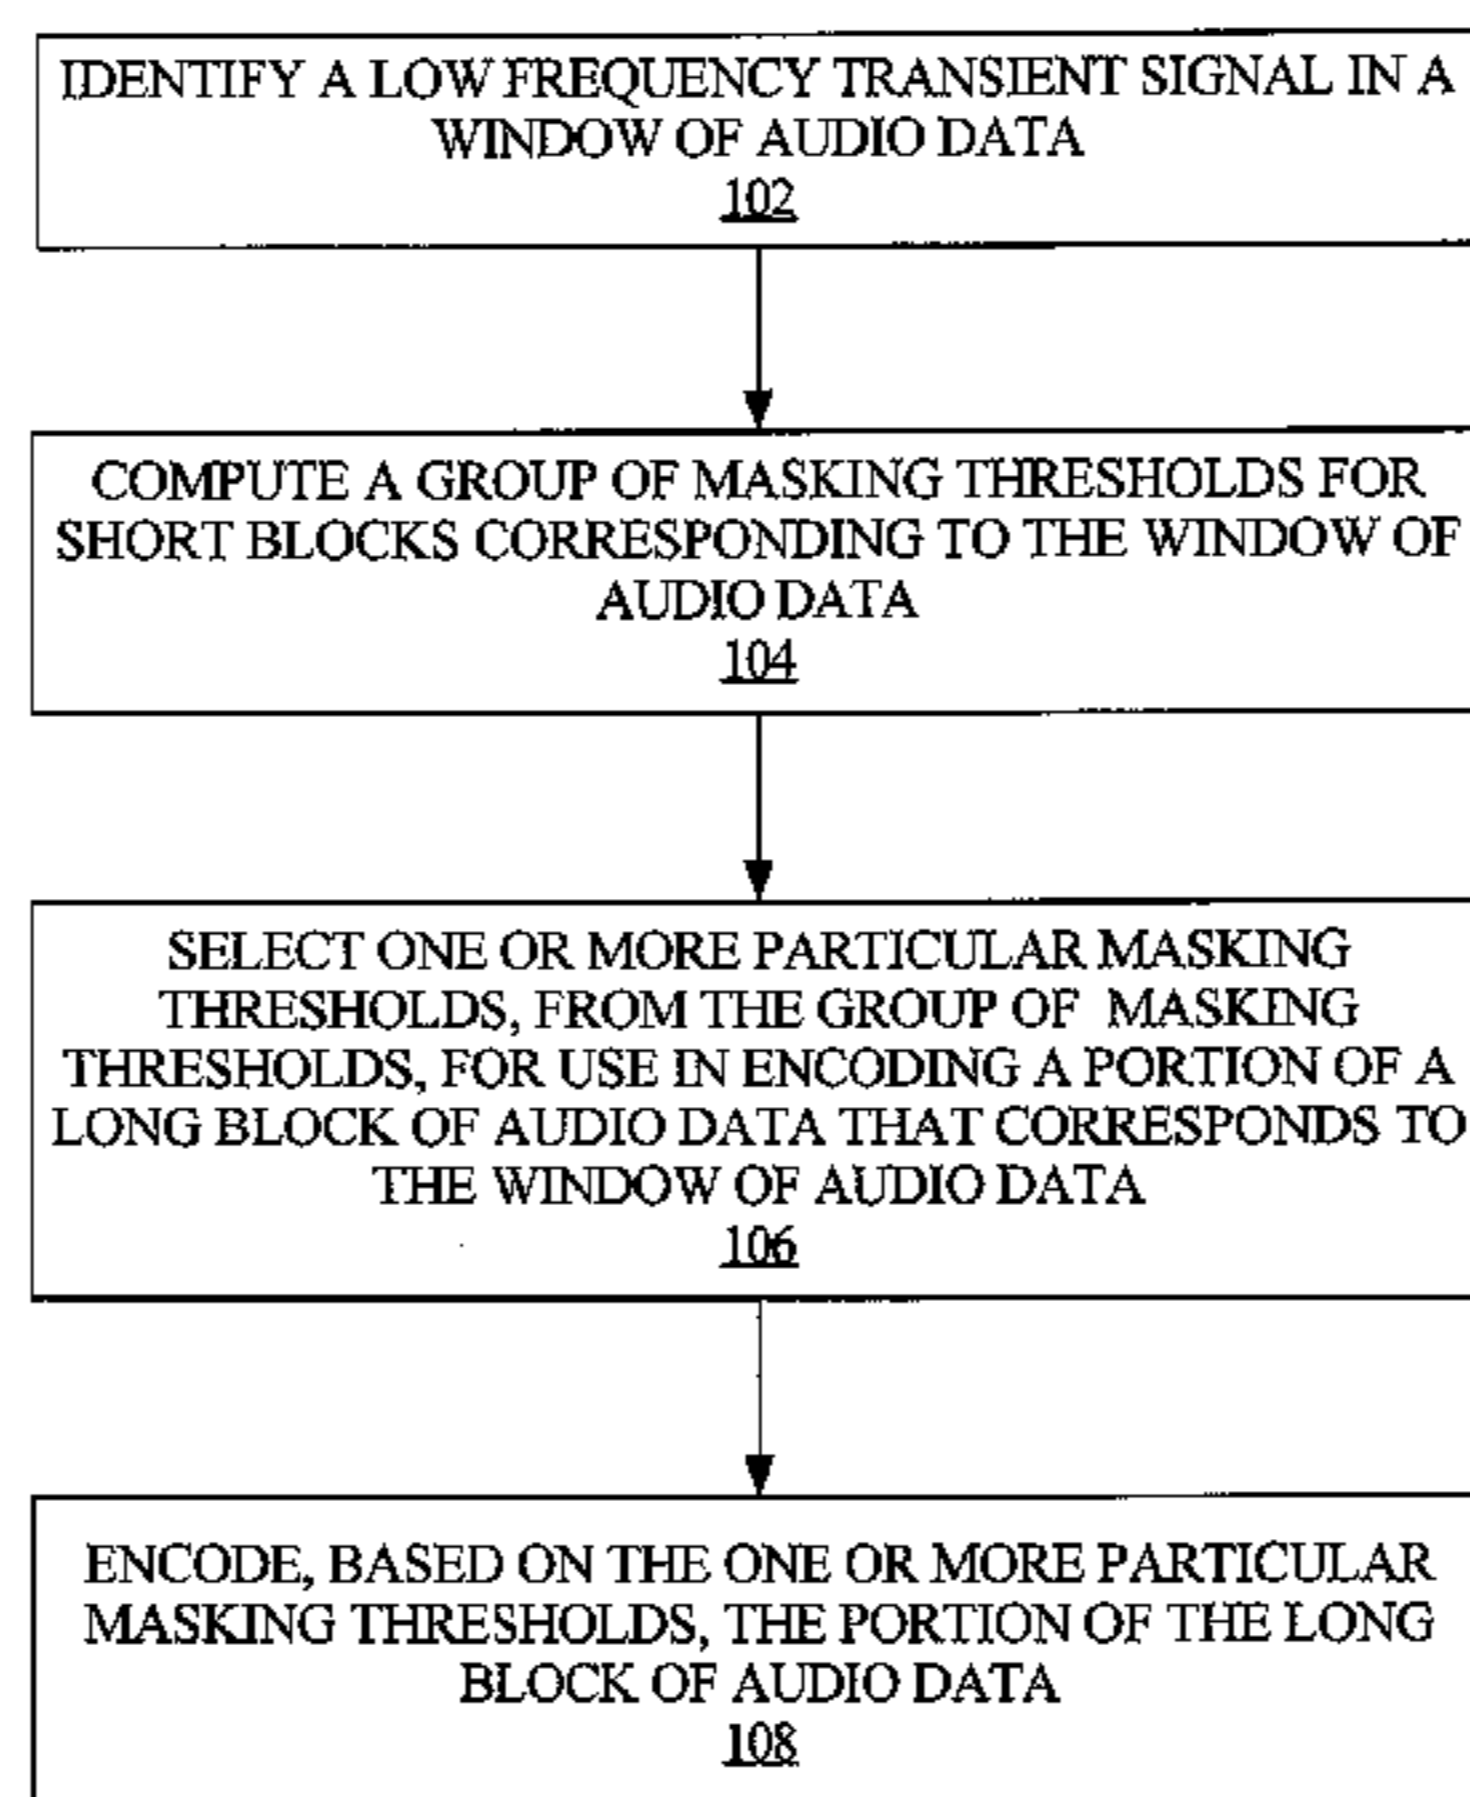 IDENTIFY A LOW FREQUENCY TRANSIENT SIGNAL IN A
WINDOW OF AUDIO DATA
102
COMPUTE A GROUP OF MASKING THRESHOLDS FOR
SHORT BLOCKS CORRESPONDING TO THE WINDOW OF
AUDIO DATA
104
SELECT ONE OR MORE PARTICULAR MASKING
THRESHOLDS, FROM THE GROUP OF MASKING
THRESHOLDS, FOR USE IN ENCODING A PORTION OF A
LONG BLOCK OF AUDIO DATA THAT CORRESPONDS TO
THE WINDOW OF AUDIO DATA
106
ENCODE, BASED ON THE ONE OR MORE PARTICULAR
MASKING THRESHOLDS, THE PORTION OF THE LONG
BLOCK OF AUDIO DATA
108